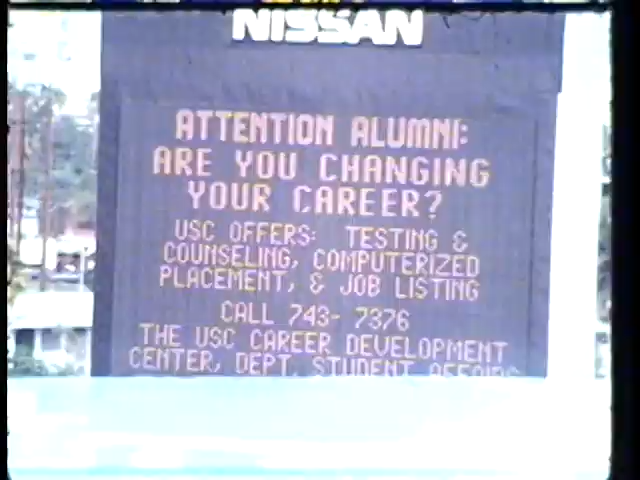 NISSAN
ATTENTION ALUMNI:
ARE YOU CHANGING
YOUR CAREER?
USC OFFERS: TESTING &
COUNSELING, COMPUTERIZED
PLACEMENT, & JOB LISTING
CALL 743-7376
THE USC CAREER DEVELOPMENT
CENTER, DEPT. STUDENT AFFAIRS